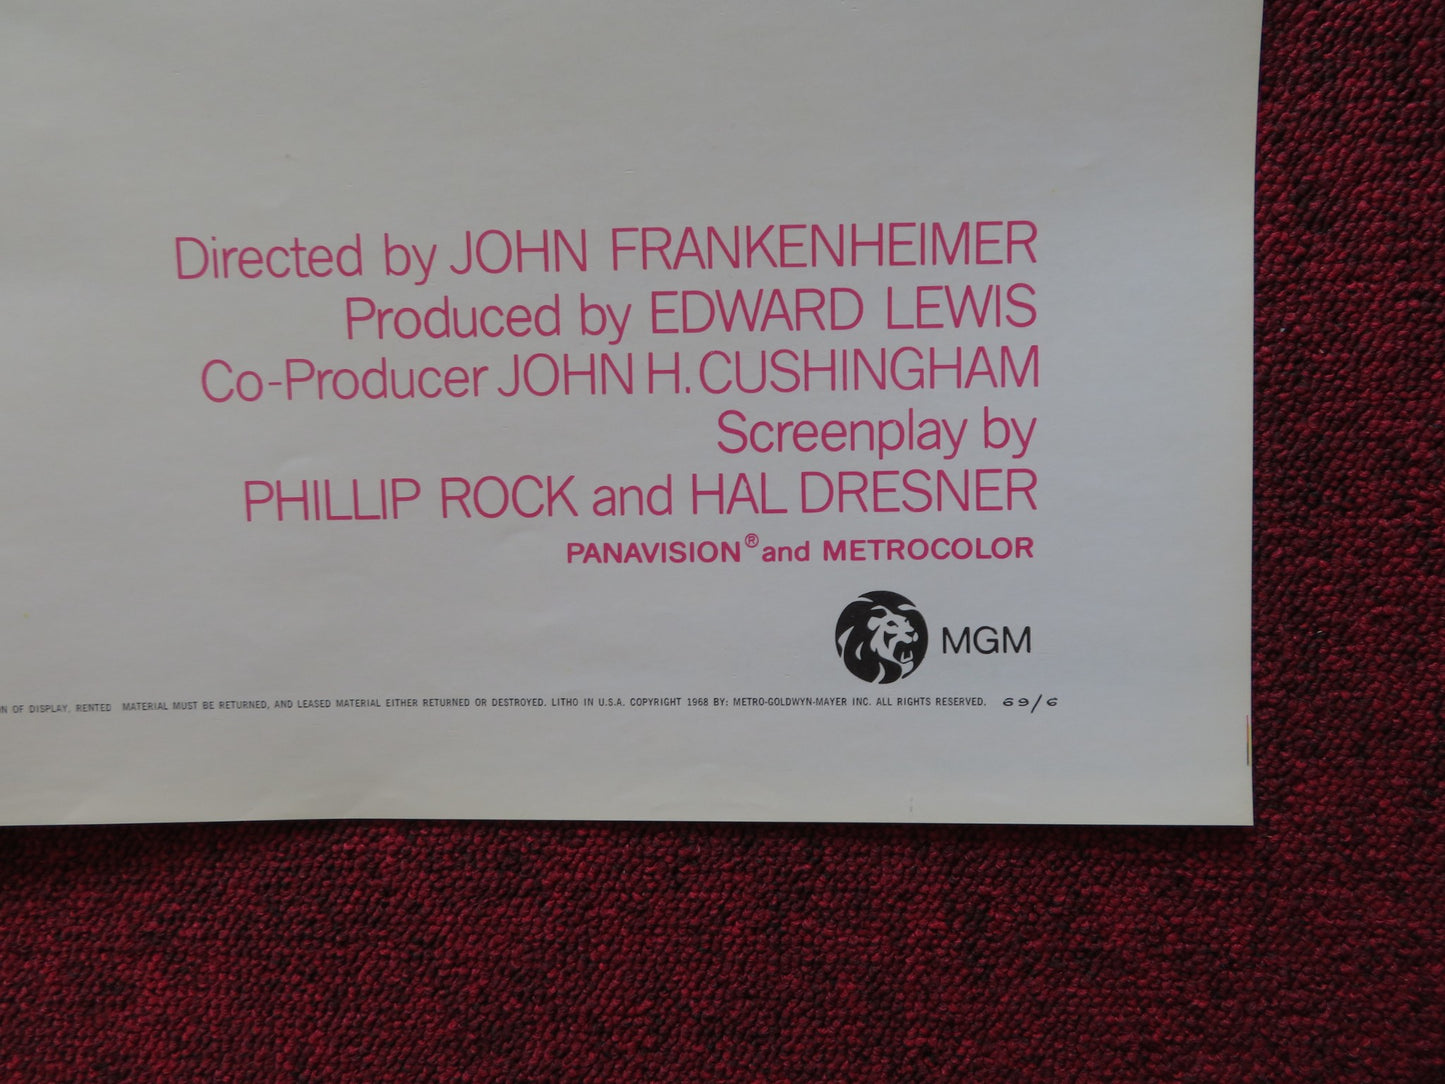 Directed by JOHN FRANKENHEIMER
Produced by EDWARD LEWIS
Co-Producer JOHN H. CUSHINGHAM
Screenplay by
PHILLIP ROCK and HAL DRESNER
PANAVISION® and METROCOLOR
MGM
OF DISPLAY, RENTED MATERIAL MUST BE RETURNED, AND LEASED MATERIAL EITHER RETURNED OR DESTROYED. LITHO IN U.S.A. COPYRIGHT 1968 BY: METRO-GOLDWYN-MAYER INC. ALL RIGHTS RESERVED. 69/6